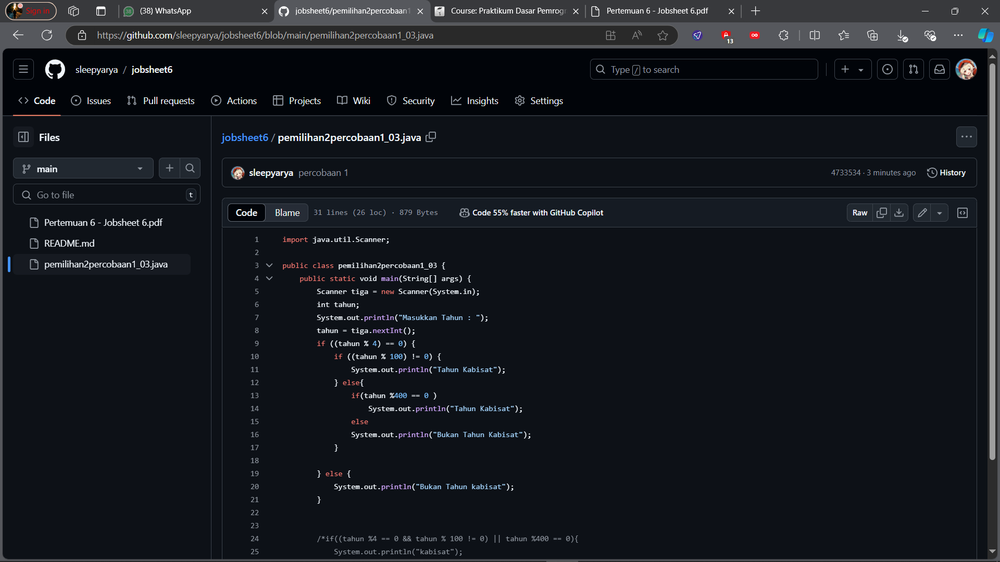 Sign in
38
(38) WhatsApp
jobsheet6/pemilihan2percobaan1
Course: Praktikum Dasar Pemrogr
Pertemuan 6 - Jobsheet 6.pdf
https://github.com/sleepyarya/jobsheet6/blob/main/pemilihan2percobaan1_03.java
13
sleepyarya / jobsheet6
Type / to search
Code
Issues
Pull requests
Actions
Projects
Wiki
Security
Insights
Settings
Files
main
Go to file
t
Pertemuan 6 - Jobsheet 6.pdf
README.md
pemilihan2percobaan1_03.java
jobsheet6 / pemilihan2percobaan1_03.java
sleepyarya percobaan 1
4733534 · 3 minutes ago
History
Code
Blame
31 lines (26 loc) · 879 Bytes
Code 55% faster with GitHub Copilot
Raw
1 import java.util.Scanner;
2
3 public class pemilihan2percobaan1_03 {
4 public static void main(String[] args) {
5 Scanner tiga = new Scanner(System.in);
6 int tahun;
7 System.out.println("Masukkan Tahun : ");
8 tahun = tiga.nextInt();
9 if ((tahun % 4) == 0) {
10 if ((tahun % 100) != 0) {
11 System.out.println("Tahun Kabisat");
12 } else{
13 if(tahun %400 == 0 )
14 System.out.println("Tahun Kabisat");
15 else
16 System.out.println("Bukan Tahun Kabisat");
17 }
18
19 } else {
20 System.out.println("Bukan Tahun kabisat");
21 }
22
23
24 /*if((tahun %4 == 0 && tahun % 100 != 0) || tahun %400 == 0){
25 System.out.println("kabisat");